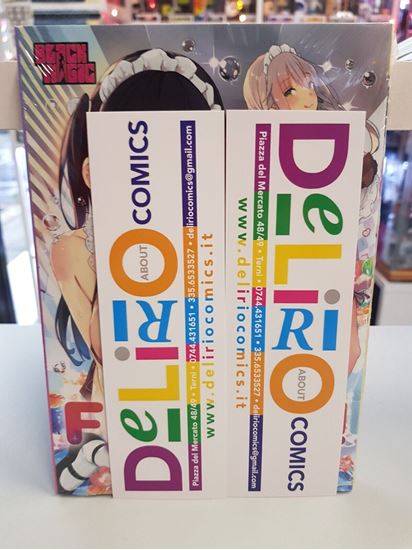 BLACK
MAGIC
DeLiRiO
ABOUT
COMICS
Piazza del Mercato 48/49 • Terni • 0744.431651 • 335.6533527 • deliriocomics@gmail.com
www.deliriocomics.it
DeLiRiO
ABOUT
COMICS
Piazza del Mercato 48/49 • Terni • 0744.431651 • 335.6533527 • deliriocomics@gmail.com
www.deliriocomics.it
F